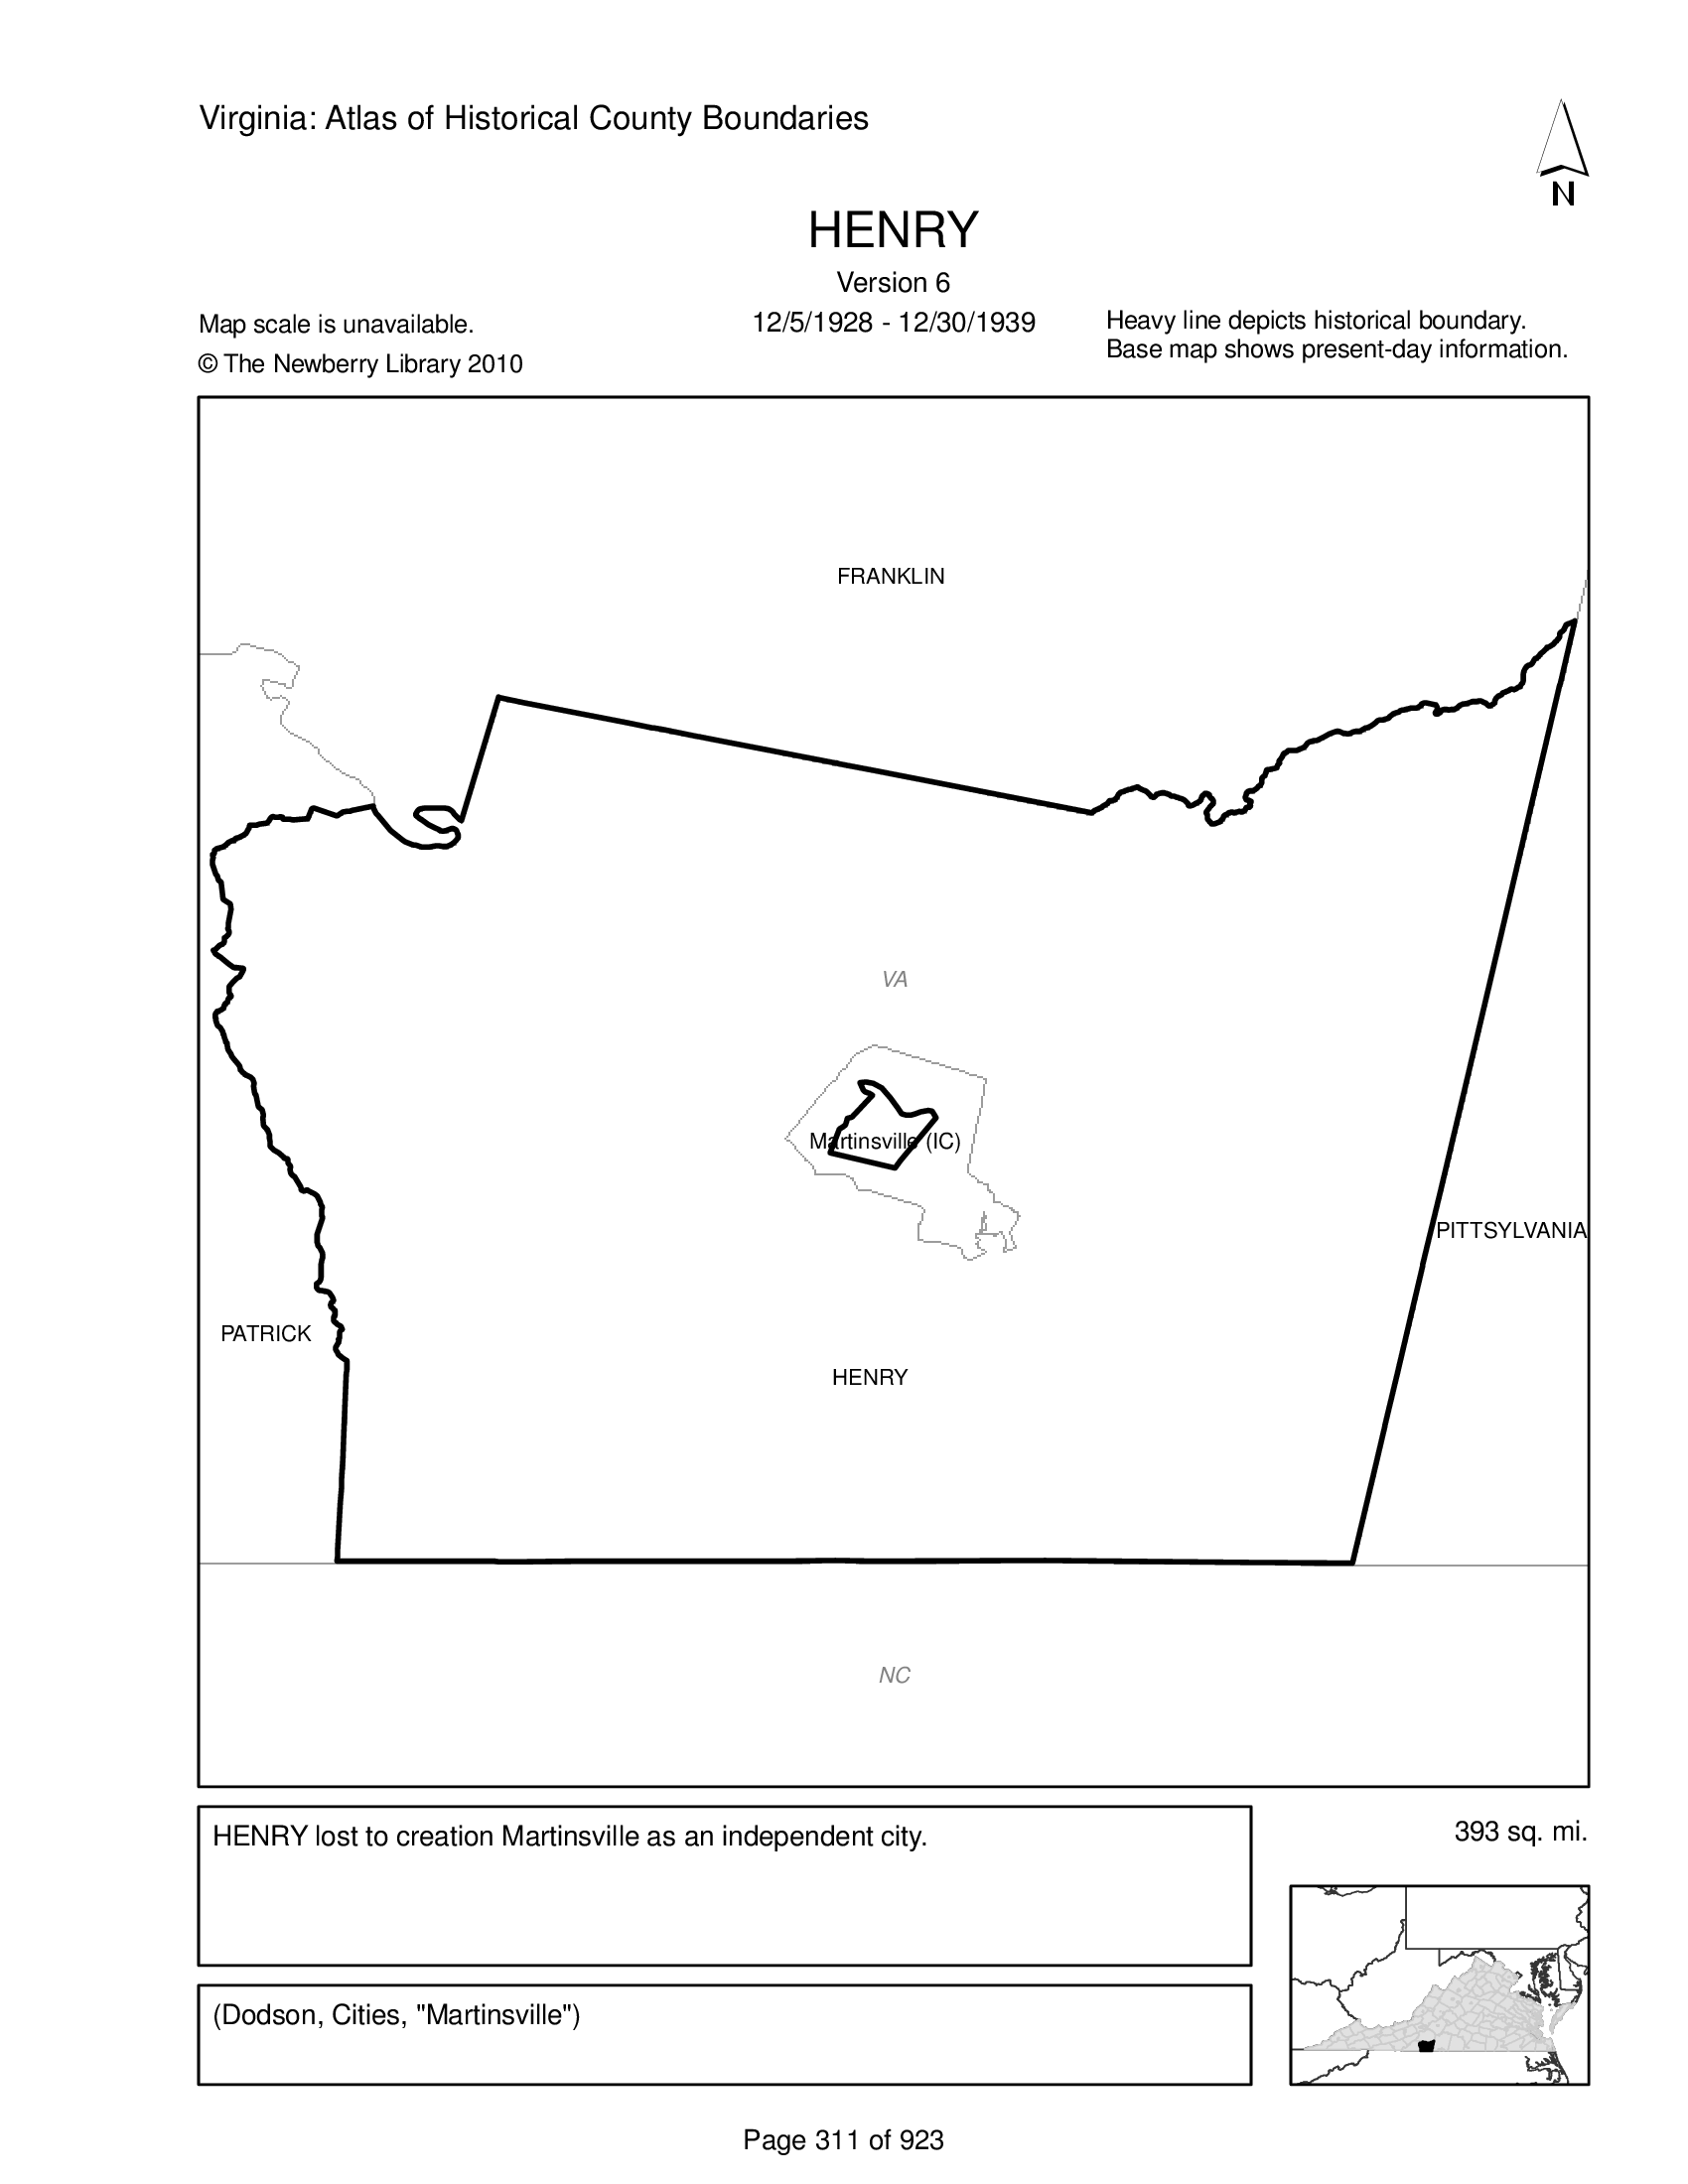 Virginia: Atlas of Historical County Boundaries
N
HENRY
Version 6
12/5/1928 - 12/30/1939
Map scale is unavailable.
© The Newberry Library 2010
Heavy line depicts historical boundary.
Base map shows present-day information.
FRANKLIN
VA
Martinsville (IC)
PITTSYLVANIA
PATRICK
HENRY
NC
HENRY lost to creation Martinsville as an independent city.
393 sq. mi.
(Dodson, Cities, "Martinsville")
Page 311 of 923